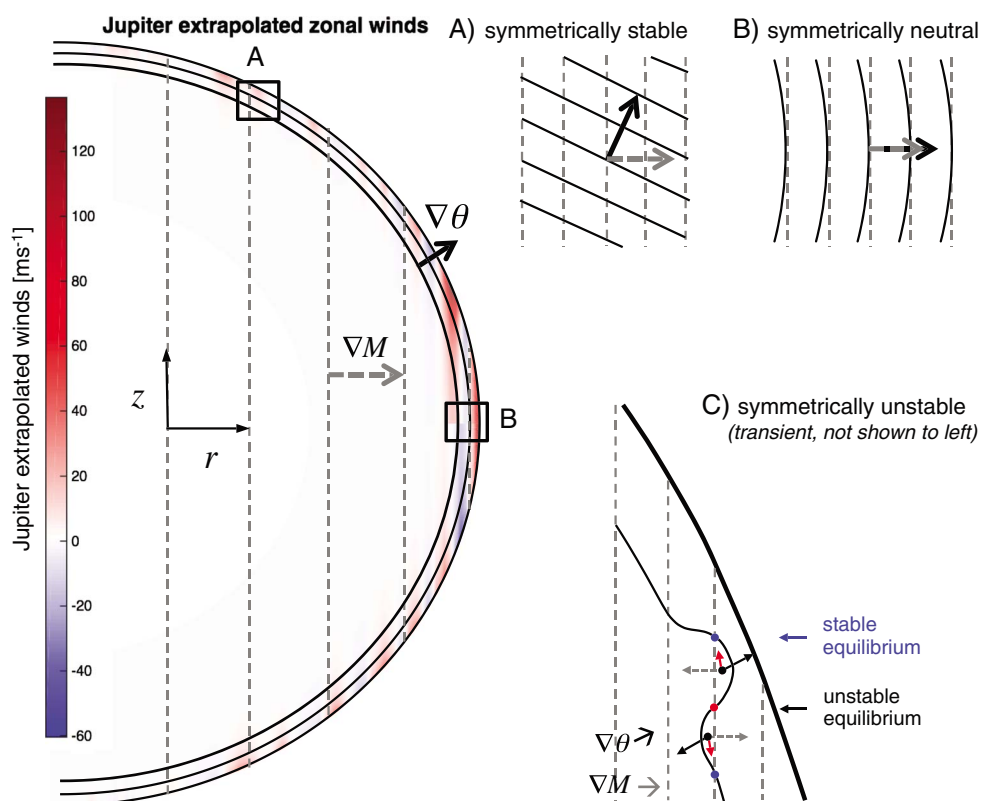 Jupiter extrapolated zonal winds
A) symmetrically stable
B) symmetrically neutral
A
Jupiter extrapolated winds [ms-1]
120
100
80
60
40
20
0
-20
-40
-60
∇θ
∇M
z
r
B
C) symmetrically unstable
(transient, not shown to left)
stable
equilibrium
unstable
equilibrium
∇θ
∇M